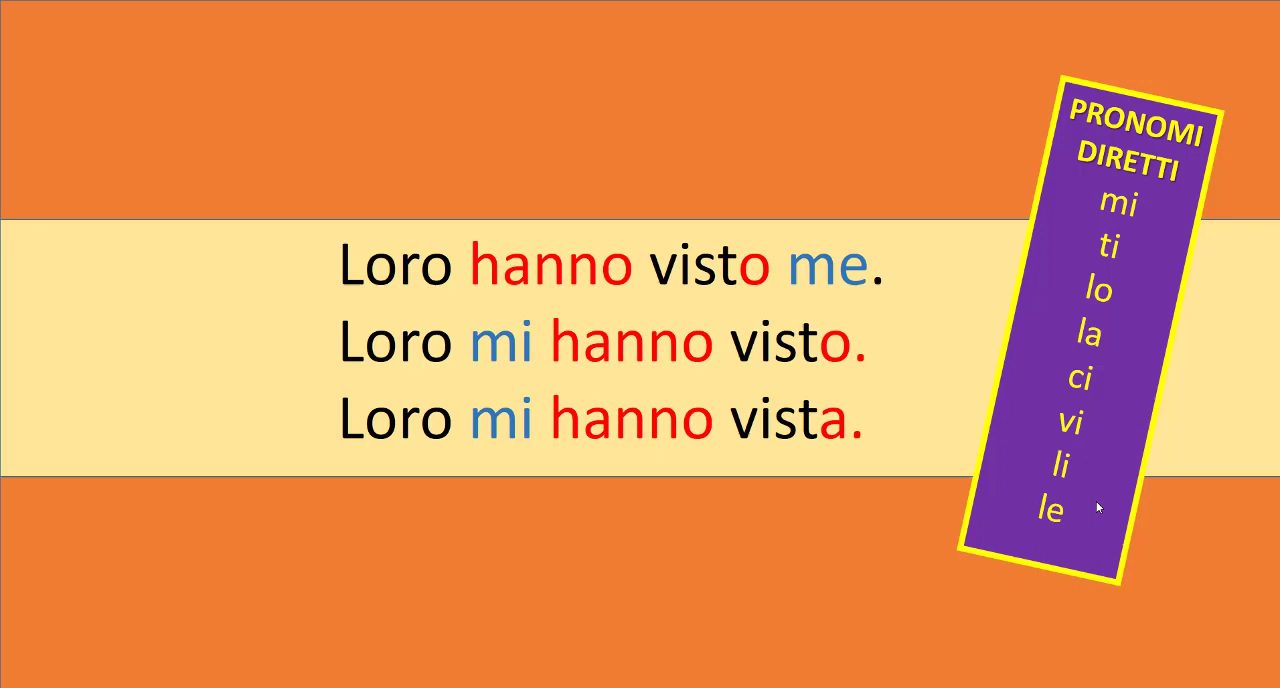 Loro hanno visto me.
Loro mi hanno visto.
Loro mi hanno vista.
PRONOMI
DIRETTI
mi
ti
lo
la
ci
vi
li
le